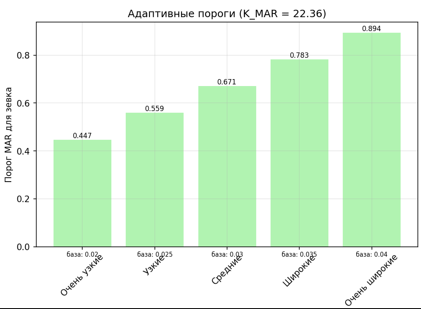 Адаптивные пороги (K_MAR = 22.36)
Порог MAR для зевка
0.8
0.6
0.4
0.2
0.0
0.447
0.559
0.671
0.783
0.894
база: 0.02
база: 0.025
база: 0.03
база: 0.035
база: 0.04
Очень узкие
Узкие
Средние
Широкие
Очень широкие